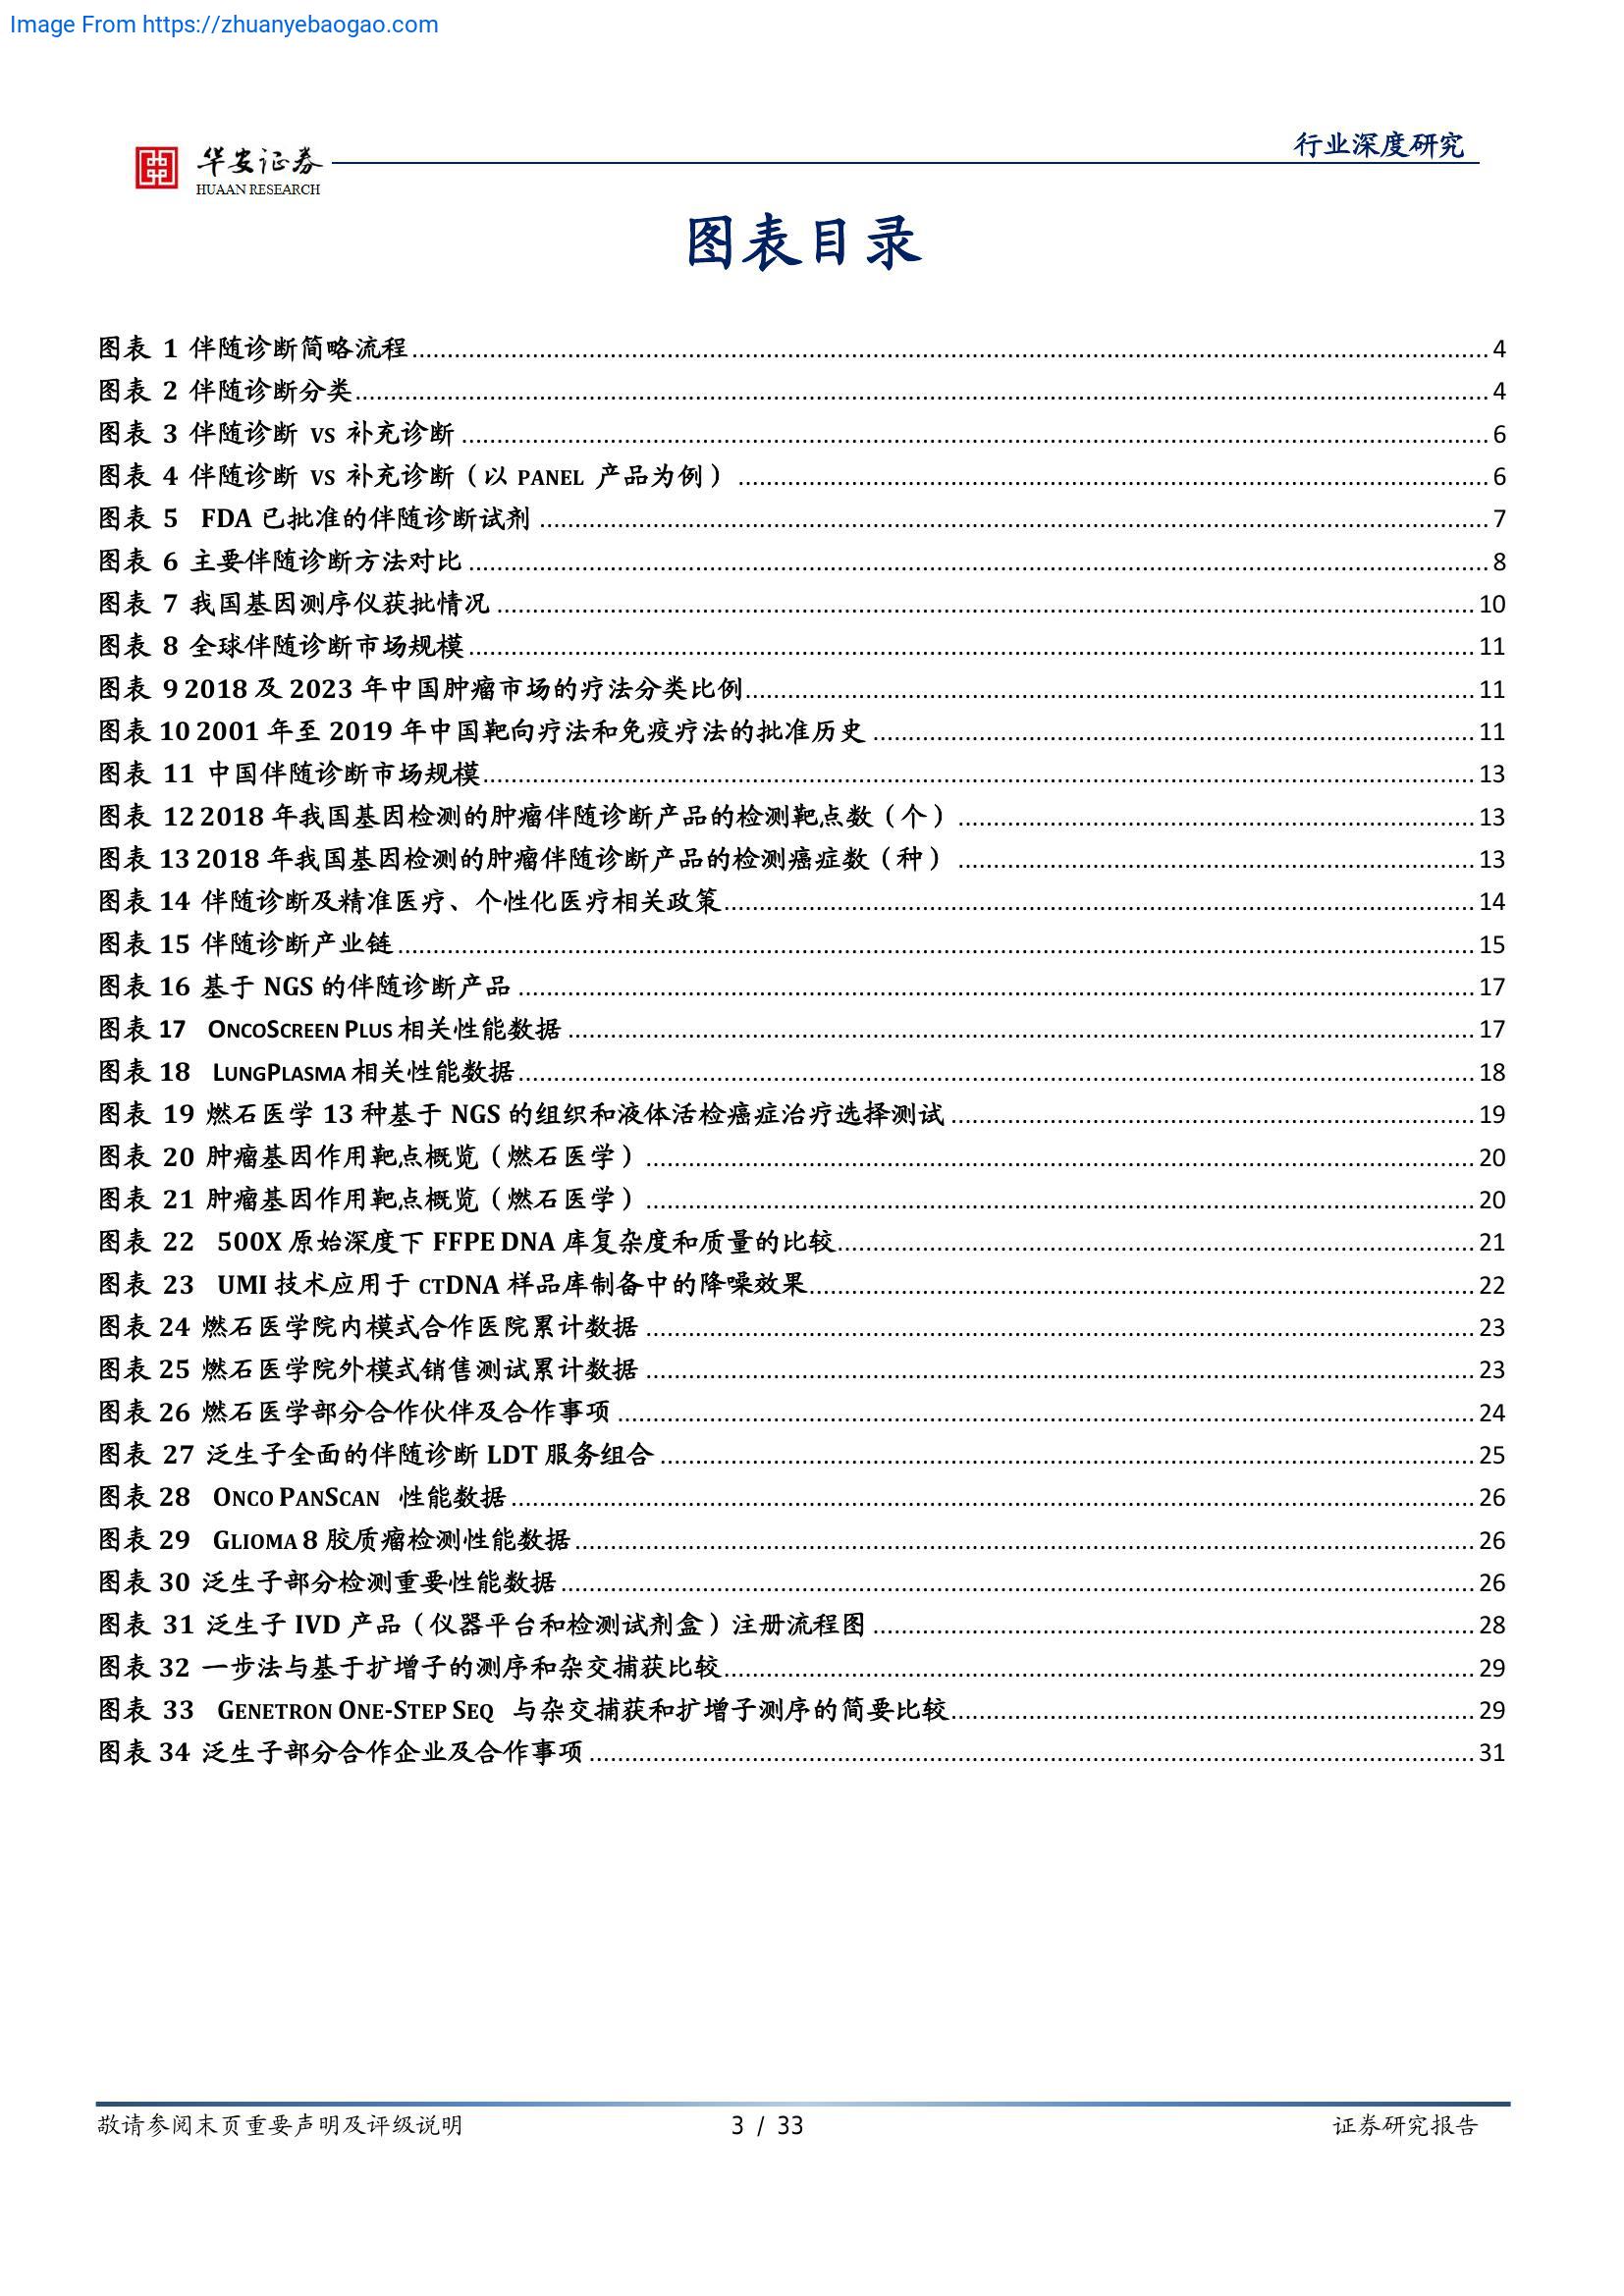 Image From https://zhuanyebaogao.com
华安证券
HUAAN RESEARCH
行业深度研究
图表目录
图表 1 伴随诊断简略流程 4
图表 2 伴随诊断分类 4
图表 3 伴随诊断 VS 补充诊断 6
图表 4 伴随诊断 VS 补充诊断（以 PANEL 产品为例） 6
图表 5 FDA 已批准的伴随诊断试剂 7
图表 6 主要伴随诊断方法对比 8
图表 7 我国基因测序仪获批情况 10
图表 8 全球伴随诊断市场规模 11
图表 9 2018 及 2023 年中国肿瘤市场的疗法分类比例 11
图表 10 2001 年至 2019 年中国靶向疗法和免疫疗法的批准历史 11
图表 11 中国伴随诊断市场规模 13
图表 12 2018 年我国基因检测的肿瘤伴随诊断产品的检测靶点数（个） 13
图表 13 2018 年我国基因检测的肿瘤伴随诊断产品的检测癌症数（种） 13
图表 14 伴随诊断及精准医疗、个性化医疗相关政策 14
图表 15 伴随诊断产业链 15
图表 16 基于 NGS 的伴随诊断产品 17
图表 17 ONCOSCREEN PLUS 相关性能数据 17
图表 18 LUNGPLASMA 相关性能数据 18
图表 19 燃石医学 13 种基于 NGS 的组织和液体活检癌症治疗选择测试 19
图表 20 肿瘤基因作用靶点概览（燃石医学） 20
图表 21 肿瘤基因作用靶点概览（燃石医学） 20
图表 22 500X 原始深度下 FFPE DNA 库复杂度和质量的比较 21
图表 23 UMI 技术应用于 CTDNA 样品库制备中的降噪效果 22
图表 24 燃石医学院内模式合作医院累计数据 23
图表 25 燃石医学院外模式销售测试累计数据 23
图表 26 燃石医学部分合作伙伴及合作事项 24
图表 27 泛生子全面的伴随诊断 LDT 服务组合 25
图表 28 ONCO PANSCAN 性能数据 26
图表 29 GLIOMA 8 胶质瘤检测性能数据 26
图表 30 泛生子部分检测重要性能数据 26
图表 31 泛生子 IVD 产品（仪器平台和检测试剂盒）注册流程图 28
图表 32 一步法与基于扩增子的测序和杂交捕获比较 29
图表 33 GENETRON ONE-STEP SEQ 与杂交捕获和扩增子测序的简要比较 29
图表 34 泛生子部分合作企业及合作事项 31
敬请参阅末页重要声明及评级说明 3 / 33 证券研究报告